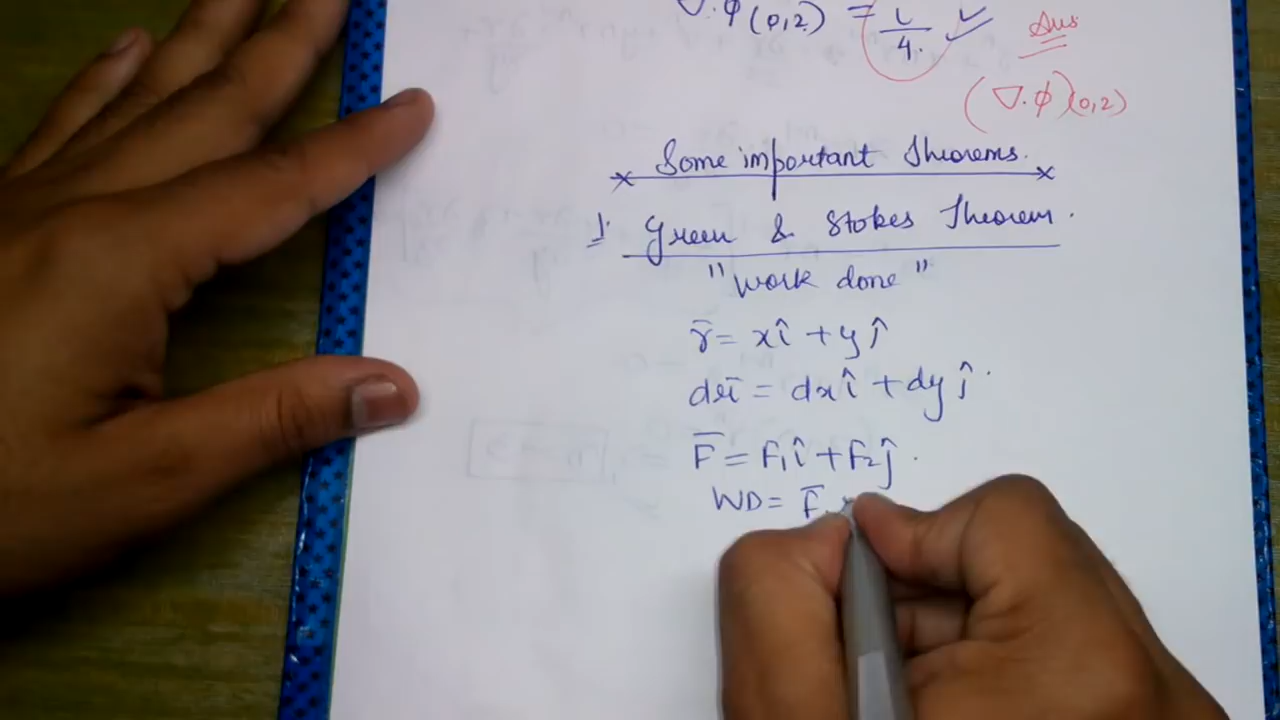 ∇.φ(0,2) = 1/4. ✓
Ans
(∇.φ)(0,2)
Some important Theorems.
1. Green & Stokes Theorem.
"Work done"
r̄ = xî + yĵ
dr̄ = dxî + dyĵ.
F̄ = F₁î + F₂ĵ.
WD = F̄.